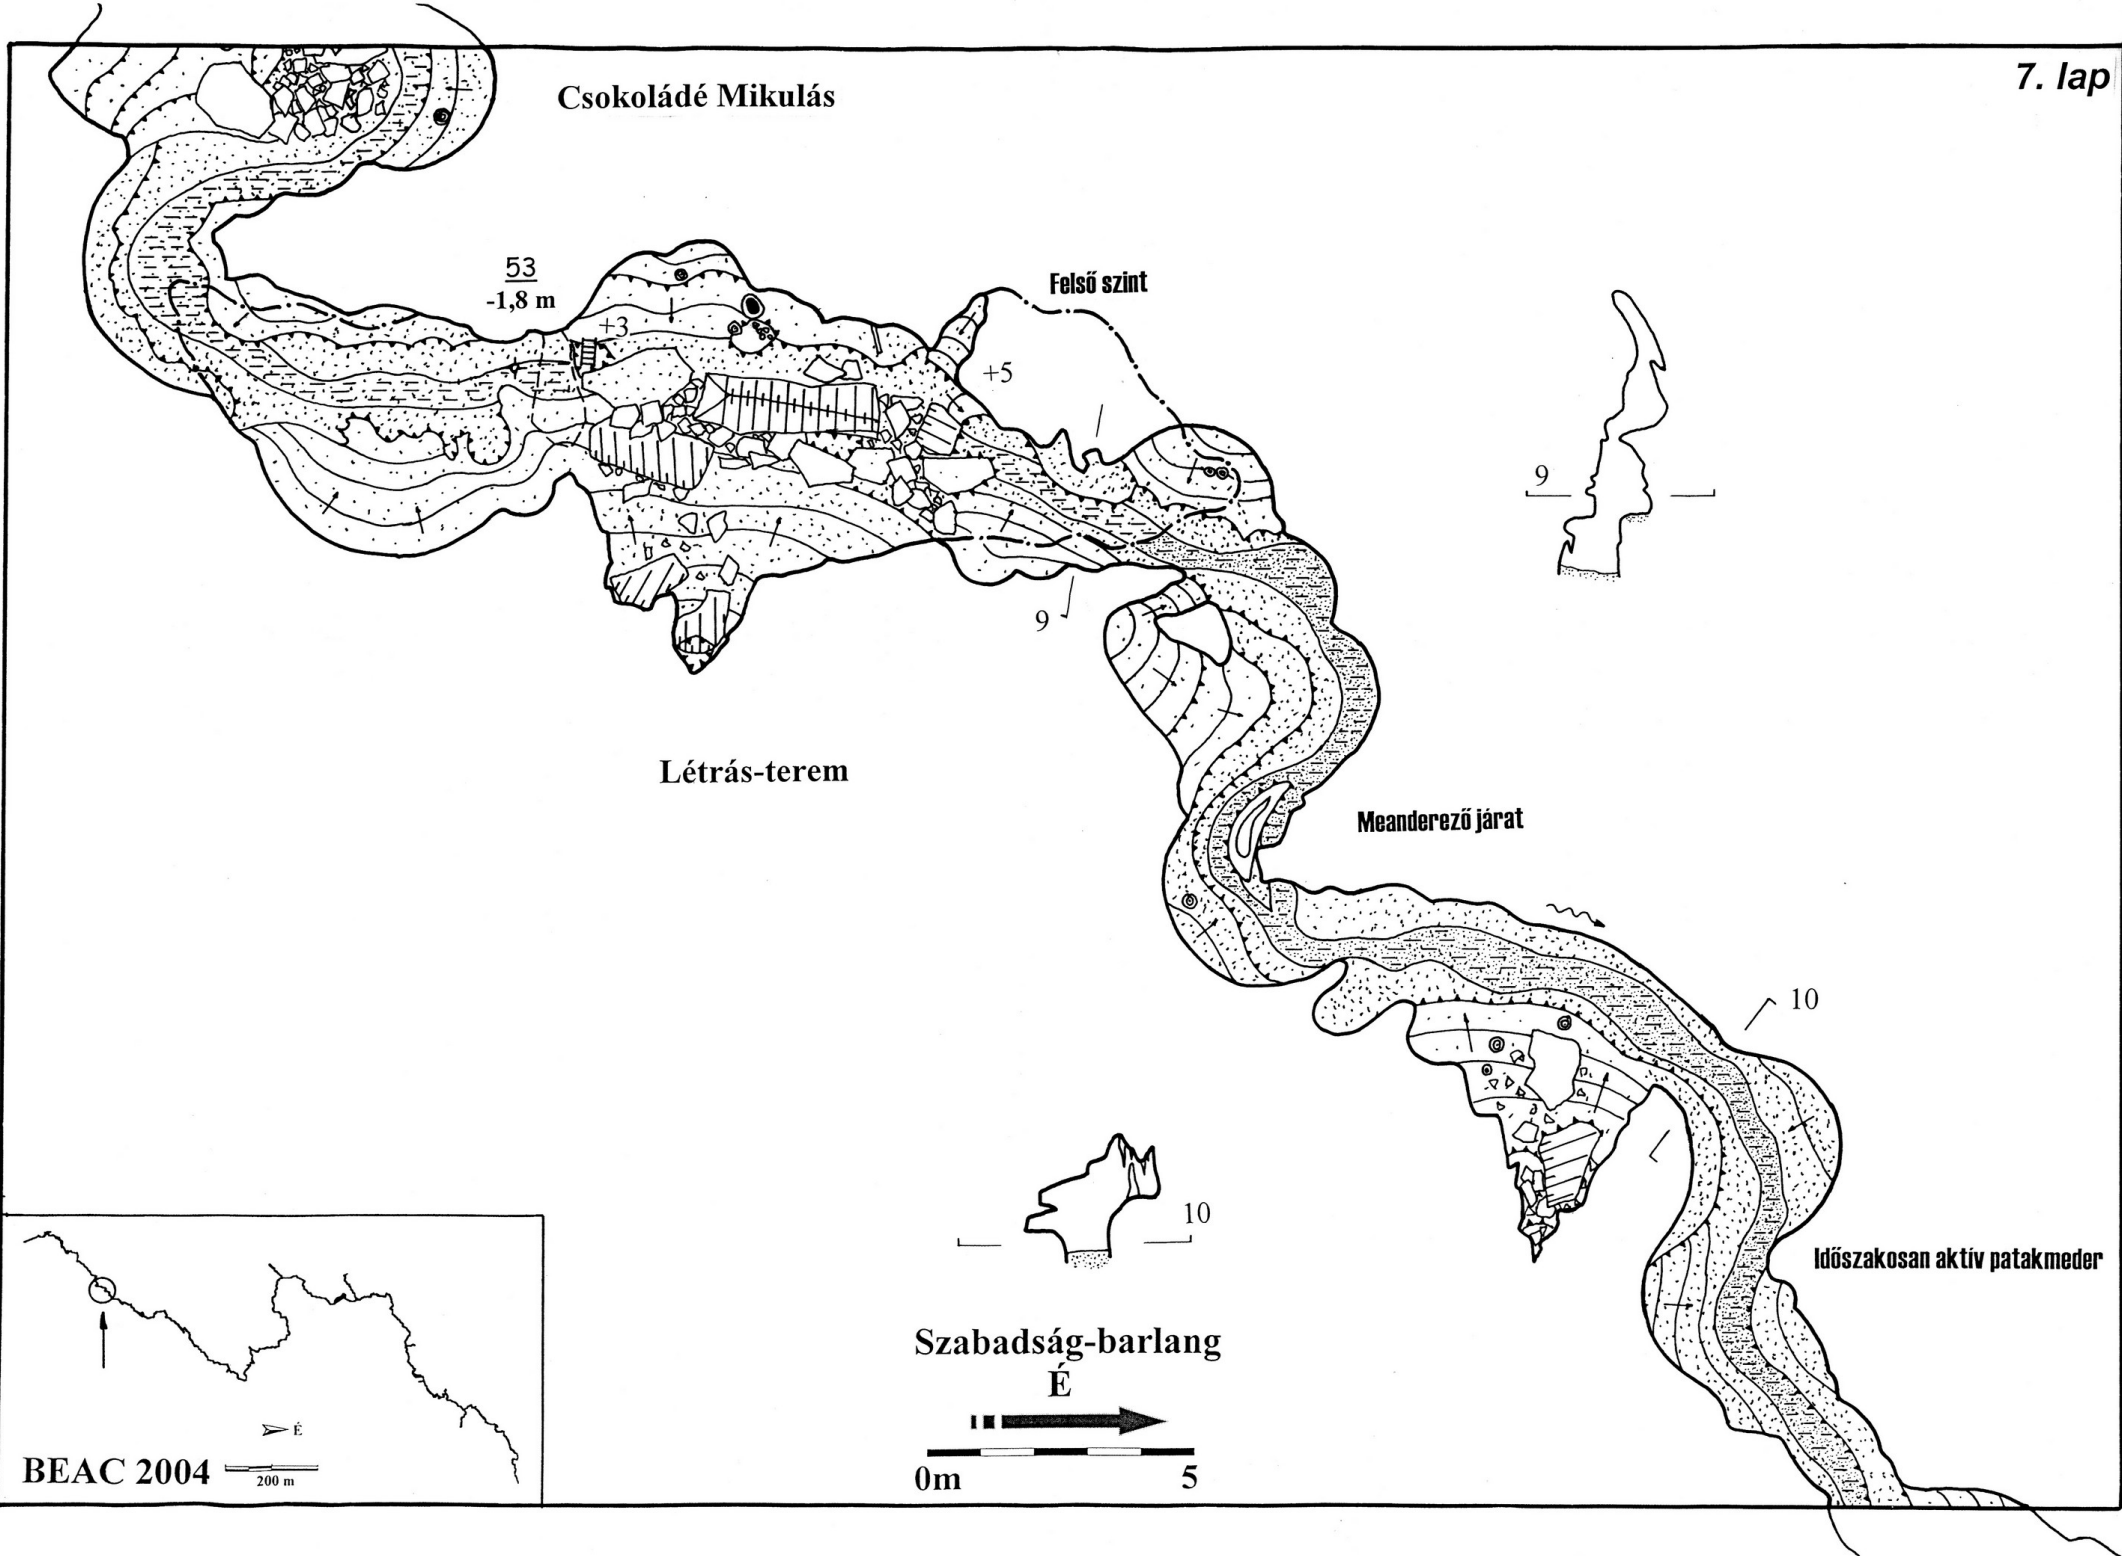 7. lap
Csokoládé Mikulás
53
-1,8 m
Felső szint
+3
+5
9
9
Létrás-terem
Meanderező járat
10
10
Időszakosan aktív patakmeder
Szabadság-barlang
É
0m 5
É
BEAC 2004
200 m